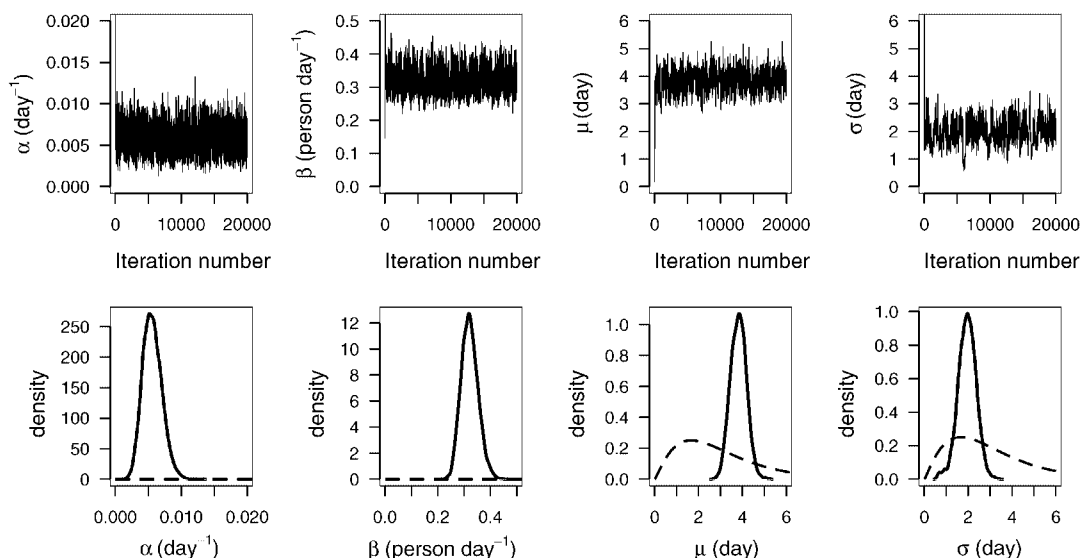 0.020
0.015
0.010
0.005
0.000
α (day⁻¹)
0 10000 20000
Iteration number
0.5
0.4
0.3
0.2
0.1
0.0
β (person day⁻¹)
0 10000 20000
Iteration number
6
5
4
3
2
1
0
μ (day)
0 10000 20000
Iteration number
6
5
4
3
2
1
0
σ (day)
0 10000 20000
Iteration number
250
200
150
100
50
0
density
0.000 0.010 0.020
α (day⁻¹)
12
10
8
6
4
2
0
density
0.0 0.2 0.4
β (person day⁻¹)
1.0
0.8
0.6
0.4
0.2
0.0
density
0 2 4 6
μ (day)
1.0
0.8
0.6
0.4
0.2
0.0
density
0 2 4 6
σ (day)